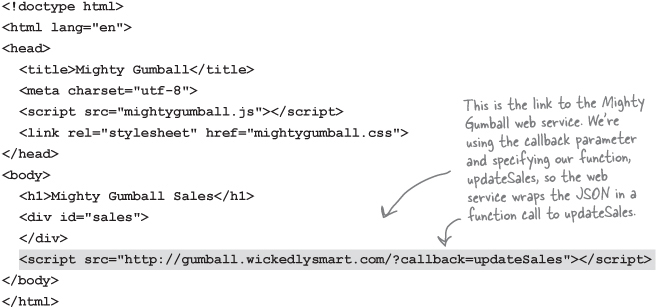 <!doctype html>
<html lang="en">
<head>
<title>Mighty Gumball</title>
<meta charset="utf-8">
<script src="mightygumball.js"></script>
<link rel="stylesheet" href="mightygumball.css">
</head>
<body>
<h1>Mighty Gumball Sales</h1>
<div id="sales">
</div>
<script src="http://gumball.wickedlysmart.com/?callback=updateSales"></script>
</body>
</html>
This is the link to the Mighty
Gumball web service. We're
using the callback parameter
and specifying our function,
updateSales, so the web
service wraps the JSON in a
function call to updateSales.